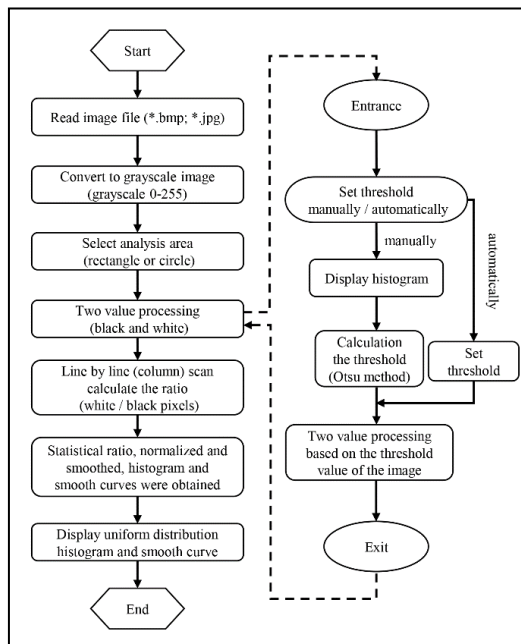 Start
Read image file (*.bmp; *.jpg)
Convert to grayscale image
(grayscale 0-255)
Select analysis area
(rectangle or circle)
Two value processing
(black and white)
Line by line (column) scan
calculate the ratio
(white / black pixels)
Statistical ratio, normalized and
smoothed, histogram and
smooth curves were obtained
Display uniform distribution
histogram and smooth curve
End
Entrance
Set threshold
manually / automatically
manually
automatically
Display histogram
Calculation
the threshold
(Otsu method)
Set
threshold
Two value processing
based on the threshold
value of the image
Exit